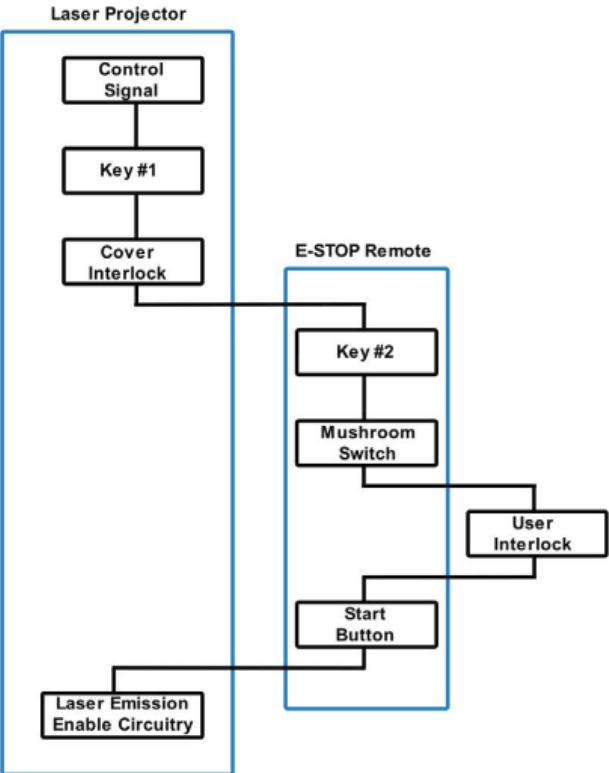 Laser Projector
Control
Signal
Key #1
Cover
Interlock
E-STOP Remote
Key #2
Mushroom
Switch
User
Interlock
Start
Button
Laser Emission
Enable Circuitry